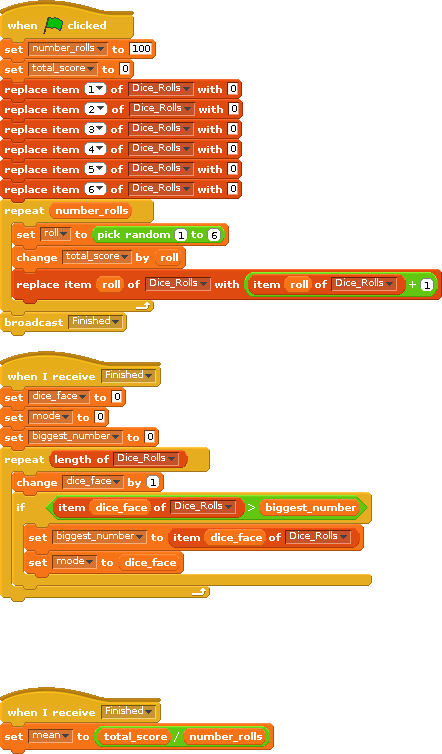 when clicked
set number_rolls to 100
set total_score to 0
replace item 1 of Dice_Rolls with 0
replace item 2 of Dice_Rolls with 0
replace item 3 of Dice_Rolls with 0
replace item 4 of Dice_Rolls with 0
replace item 5 of Dice_Rolls with 0
replace item 6 of Dice_Rolls with 0
repeat number_rolls
set roll to pick random 1 to 6
change total_score by roll
replace item roll of Dice_Rolls with item roll of Dice_Rolls + 1
broadcast Finished
when I receive Finished
set dice_face to 0
set mode to 0
set biggest_number to 0
repeat length of Dice_Rolls
change dice_face by 1
if item dice_face of Dice_Rolls > biggest_number
set biggest_number to item dice_face of Dice_Rolls
set mode to dice_face
when I receive Finished
set mean to total_score / number_rolls